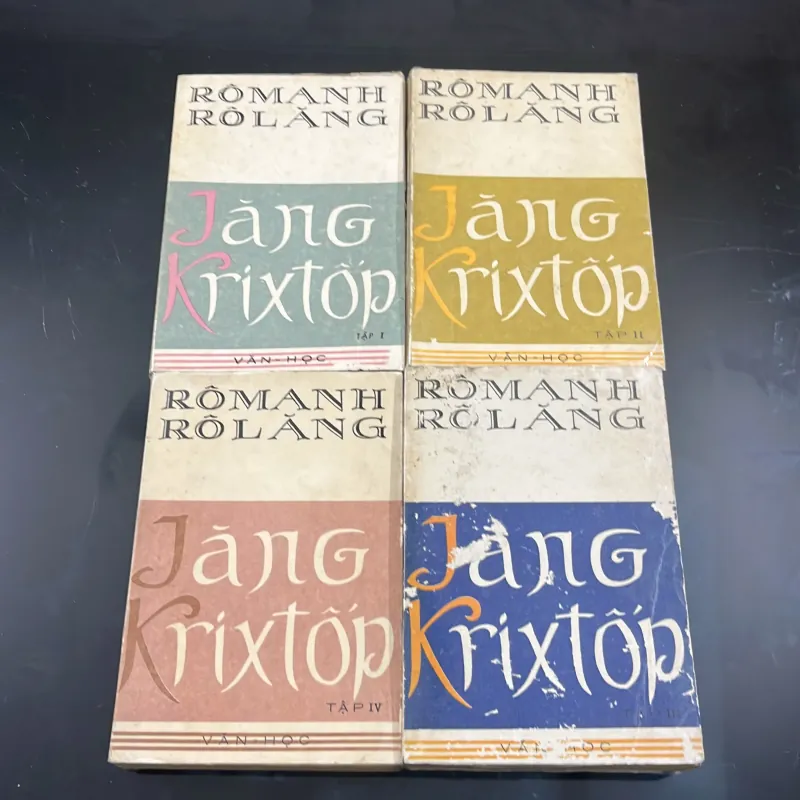 RÔMANH
RÔLĂNG
Jăng
Krixtốp
TẬP I
VĂN-HỌC
RÔMANH
RÔLĂNG
Jăng
Krixtốp
TẬP II
VĂN-HỌC
RÔMANH
RÔLĂNG
Jăng
Krixtốp
TẬP IV
VĂN-HỌC
RÔMANH
RÔLĂNG
Jăng
Krixtốp
VĂN HỌC